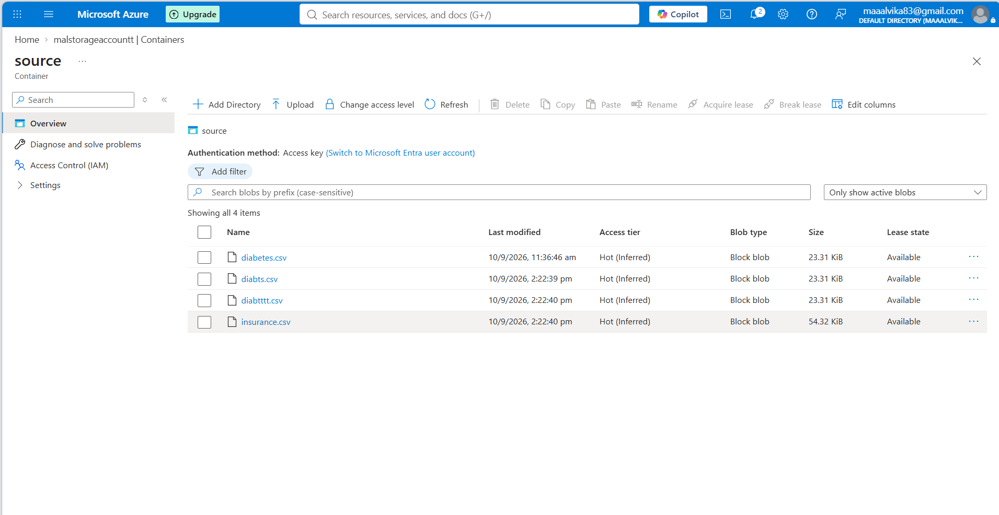 Microsoft Azure
Upgrade
Search resources, services, and docs (G+/)
Copilot
2
maaalvika83@gmail.com
DEFAULT DIRECTORY (MAAALVIK...
Home > malstorageaccountt | Containers
source ...
Container
Search
Overview
Diagnose and solve problems
Access Control (IAM)
Settings
Add Directory Upload Change access level Refresh Delete Copy Paste Rename Acquire lease Break lease Edit columns
source
Authentication method: Access key (Switch to Microsoft Entra user account)
Add filter
Search blobs by prefix (case-sensitive)
Only show active blobs
Showing all 4 items
Name Last modified Access tier Blob type Size Lease state
diabetes.csv 10/9/2026, 11:36:46 am Hot (Inferred) Block blob 23.31 KiB Available ...
diabts.csv 10/9/2026, 2:22:39 pm Hot (Inferred) Block blob 23.31 KiB Available ...
diabtttt.csv 10/9/2026, 2:22:40 pm Hot (Inferred) Block blob 23.31 KiB Available ...
insurance.csv 10/9/2026, 2:22:40 pm Hot (Inferred) Block blob 54.32 KiB Available ...